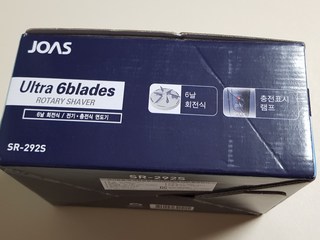 JOAS
Ultra 6blades
ROTARY SHAVER
6날 회전식 / 전기 • 충전식 면도기
6날
회전식
충전표시
램프
SR-292S
SR-292S